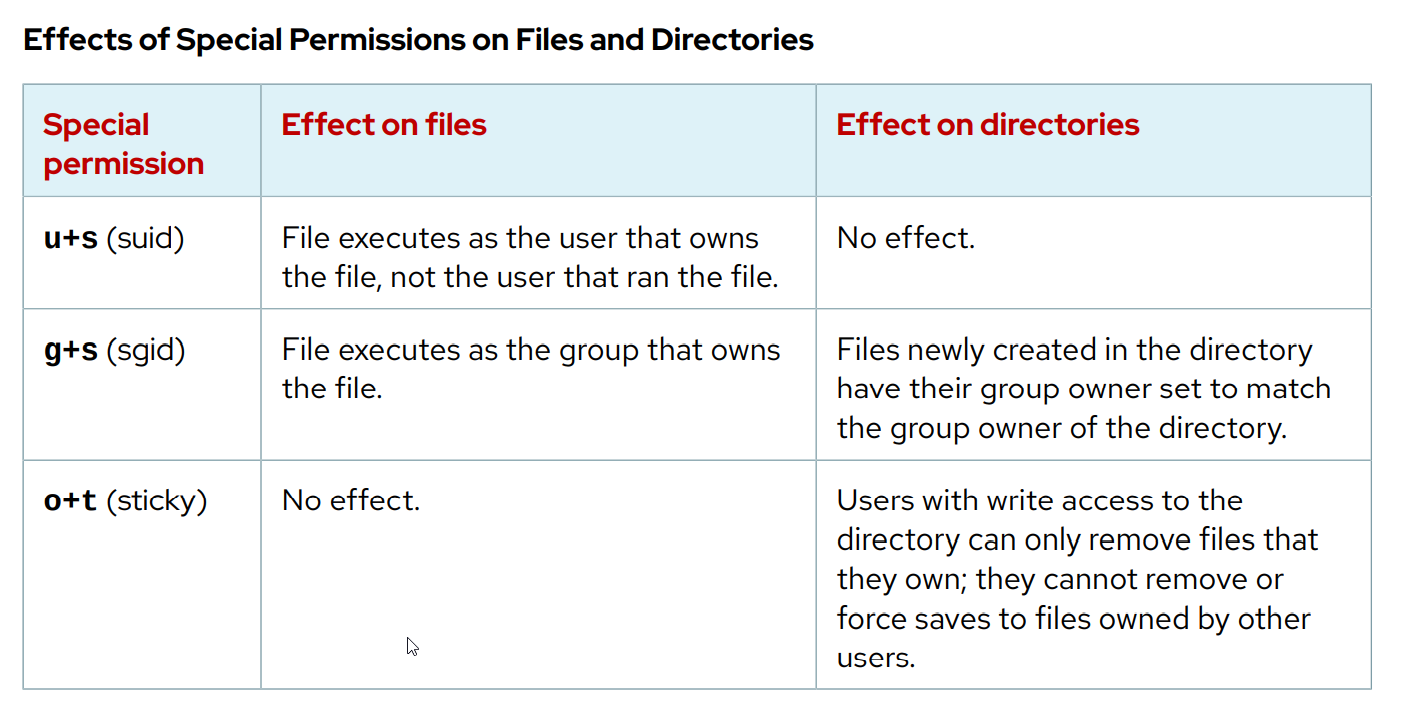 Effects of Special Permissions on Files and Directories
Special
permission
Effect on files
Effect on directories
u+s (suid)
File executes as the user that owns
the file, not the user that ran the file.
No effect.
g+s (sgid)
File executes as the group that owns
the file.
Files newly created in the directory
have their group owner set to match
the group owner of the directory.
o+t (sticky)
No effect.
Users with write access to the
directory can only remove files that
they own; they cannot remove or
force saves to files owned by other
users.